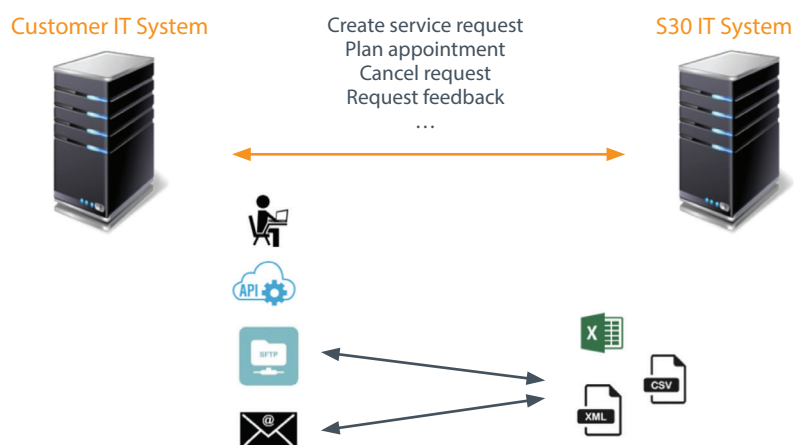 Customer IT System
Create service request
Plan appointment
Cancel request
Request feedback
…
S30 IT System
API
SFTP
X
CSV
XML
@